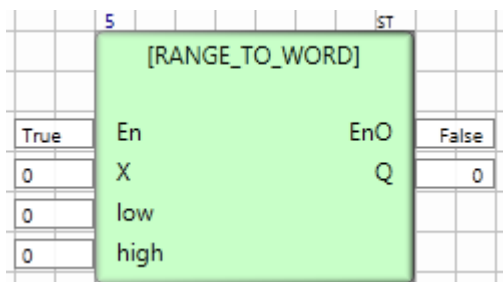 5 ST
[RANGE_TO_WORD]
True En EnO False
0 X Q 0
0 low
0 high